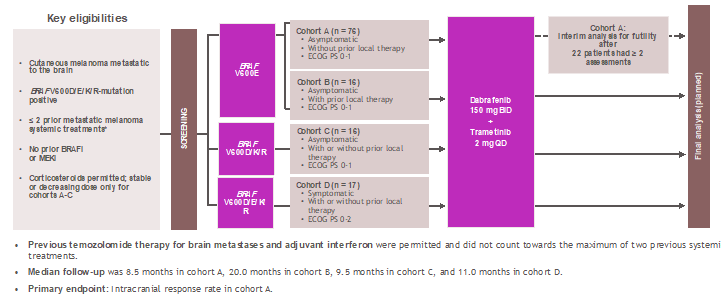 Key eligibilities
• Cutaneous melanoma metastatic
to the brain
• BRAF V600D/E/K/R-mutation
positive
• ≤ 2 prior metastatic melanoma
systemic treatments*
• No prior BRAFi
or MEKi
• Corticosteroids permitted; stable
or decreasing dose only for
cohorts A-C
SCREENING
BRAF
V600E
Cohort A (n = 76)
• Asymptomatic
• Without prior local therapy
• ECOG PS 0-1
Cohort B (n = 16)
• Asymptomatic
• With prior local therapy
• ECOG PS 0-1
BRAF
V600D/K/R
Cohort C (n = 16)
• Asymptomatic
• With or without prior local
therapy
• ECOG PS 0-1
BRAF
V600D/E/K/
R
Cohort D (n = 17)
• Symptomatic
• With or without prior local
therapy
• ECOG PS 0-2
Dabrafenib
150 mg BID
+
Trametinib
2 mg QD
Cohort A:
Interim analysis for futility
after
22 patients had ≥ 2
assessments
Final analysis (planned)
• Previous temozolomide therapy for brain metastases and adjuvant interferon were permitted and did not count towards the maximum of two previous systemi
treatments.
• Median follow-up was 8.5 months in cohort A, 20.0 months in cohort B, 9.5 months in cohort C, and 11.0 months in cohort D.
• Primary endpoint: Intracranial response rate in cohort A.